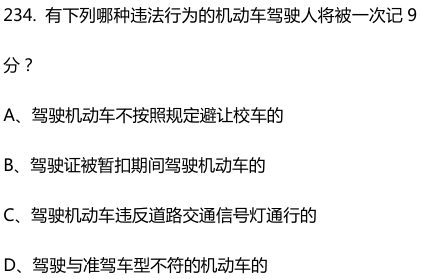 234. 有下列哪种违法行为的机动车驾驶人将被一次记 9
分？
A、驾驶机动车不按照规定避让校车的
B、驾驶证被暂扣期间驾驶机动车的
C、驾驶机动车违反道路交通信号灯通行的
D、驾驶与准驾车型不符的机动车的